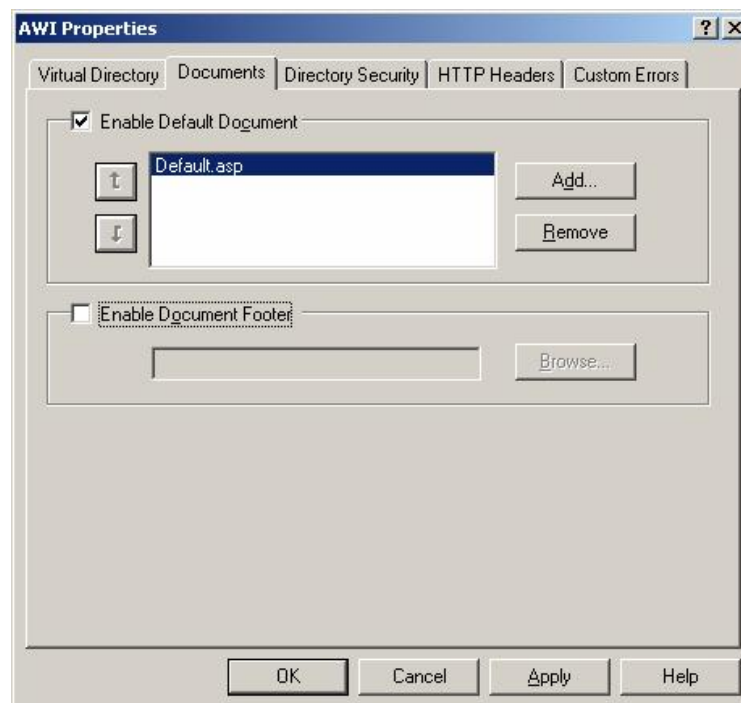 AWI Properties
Virtual Directory Documents Directory Security HTTP Headers Custom Errors
Enable Default Document
Default.asp
Add...
Remove
Enable Document Footer
Browse...
OK Cancel Apply Help